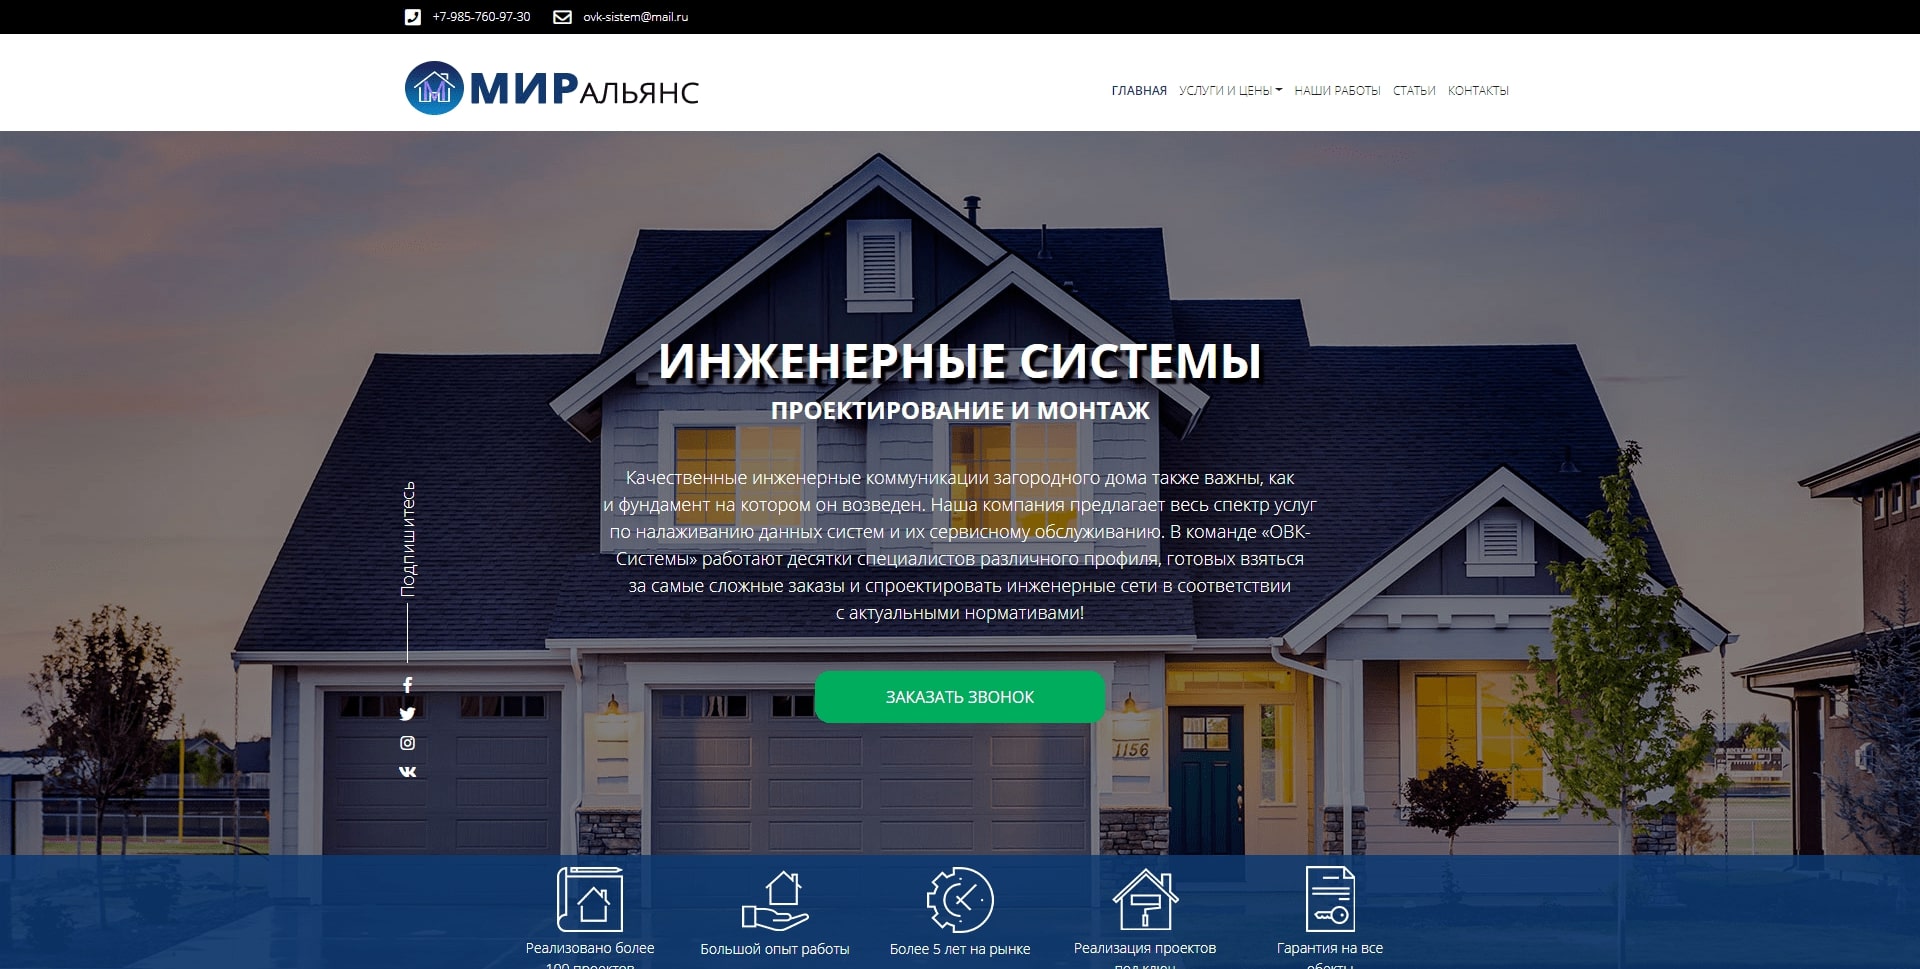 +7-985-760-97-30 ovk-sistem@mail.ru
МИРАЛЬЯНС
ГЛАВНАЯ УСЛУГИ И ЦЕНЫ НАШИ РАБОТЫ СТАТЬИ КОНТАКТЫ
ИНЖЕНЕРНЫЕ СИСТЕМЫ
ПРОЕКТИРОВАНИЕ И МОНТАЖ
Качественные инженерные коммуникации загородного дома также важны, как
и фундамент на котором он возведен. Наша компания предлагает весь спектр услуг
по налаживанию данных систем и их сервисному обслуживанию. В команде «ОВК-
Системы» работают десятки специалистов различного профиля, готовых взяться
за самые сложные заказы и спроектировать инженерные сети в соответствии
с актуальными нормативами!
Подпишитесь
ЗАКАЗАТЬ ЗВОНОК
1156
Реализовано более
100 проектов
Большой опыт работы
Более 5 лет на рынке
Реализация проектов
под ключ
Гарантия на все